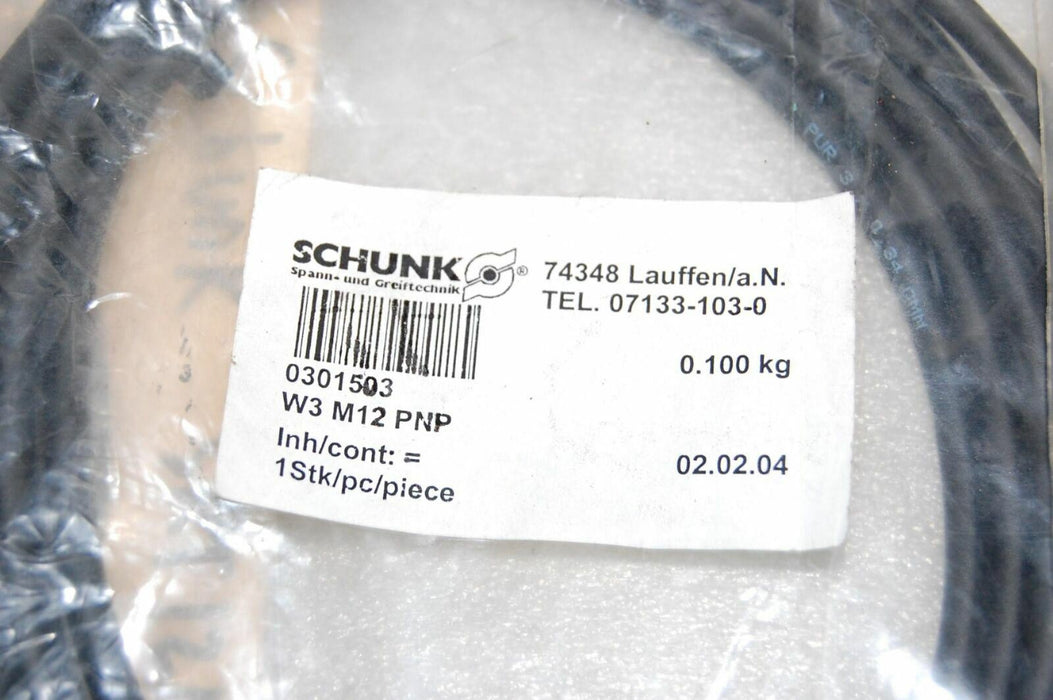 SCHUNK ®
Spann- und Greiftechnik
74348 Lauffen/a.N.
TEL. 07133-103-0
0301503
W3 M12 PNP
0.100 kg
Inh/cont: =
1Stk/pc/piece
02.02.04
PUR